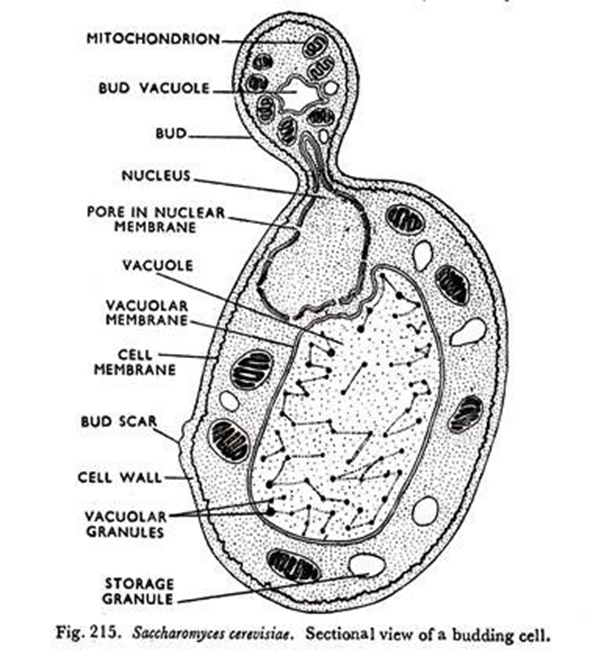 MITOCHONDRION
BUD VACUOLE
BUD
NUCLEUS
PORE IN NUCLEAR
MEMBRANE
VACUOLE
VACUOLAR
MEMBRANE
CELL
MEMBRANE
BUD SCAR
CELL WALL
VACUOLAR
GRANULES
STORAGE
GRANULE
Fig. 215. Saccharomyces cerevisiae. Sectional view of a budding cell.